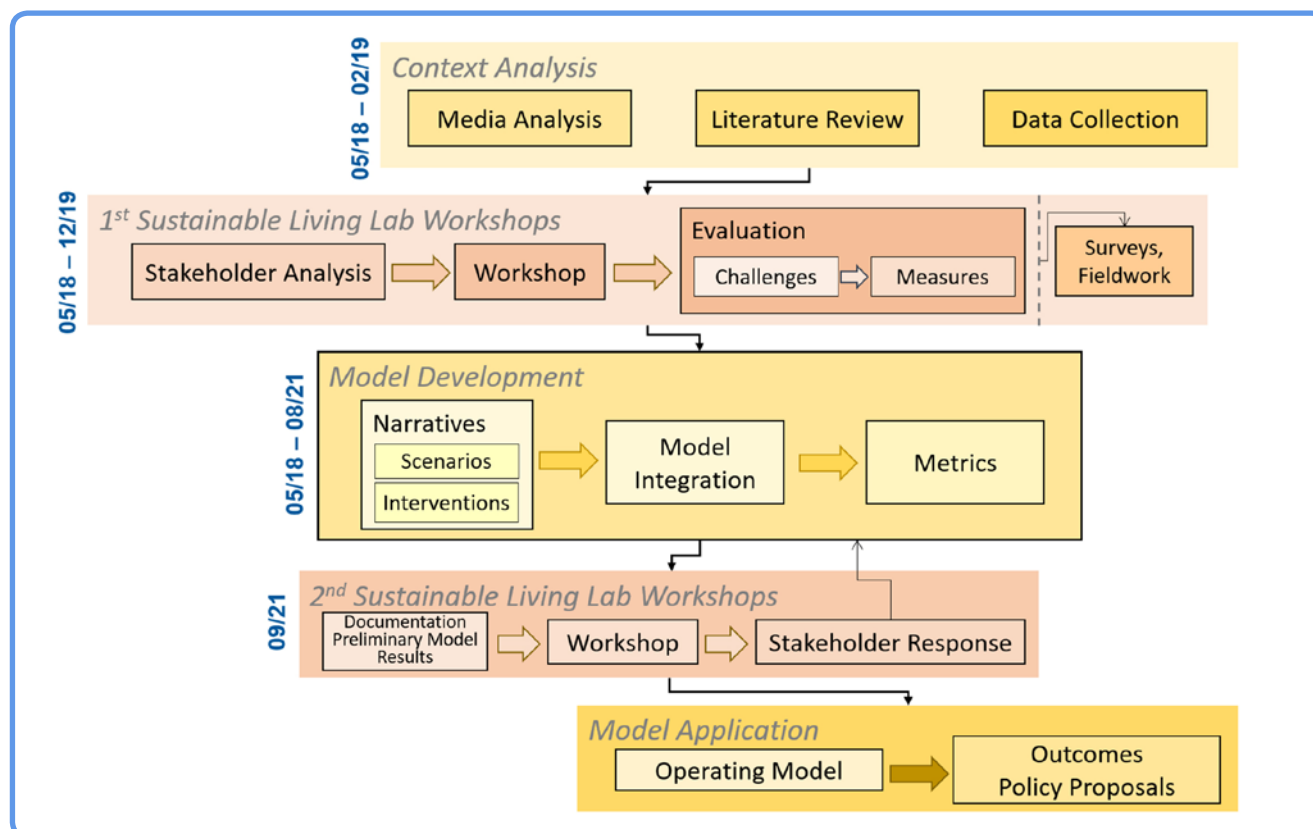 05/18 – 02/19
Context Analysis
Media Analysis
Literature Review
Data Collection
05/18 – 12/19
1st Sustainable Living Lab Workshops
Stakeholder Analysis
Workshop
Evaluation
Challenges
Measures
Surveys,
Fieldwork
05/18 – 08/21
Model Development
Narratives
Scenarios
Interventions
Model
Integration
Metrics
09/21
2nd Sustainable Living Lab Workshops
Documentation
Preliminary Model
Results
Workshop
Stakeholder Response
Model Application
Operating Model
Outcomes
Policy Proposals